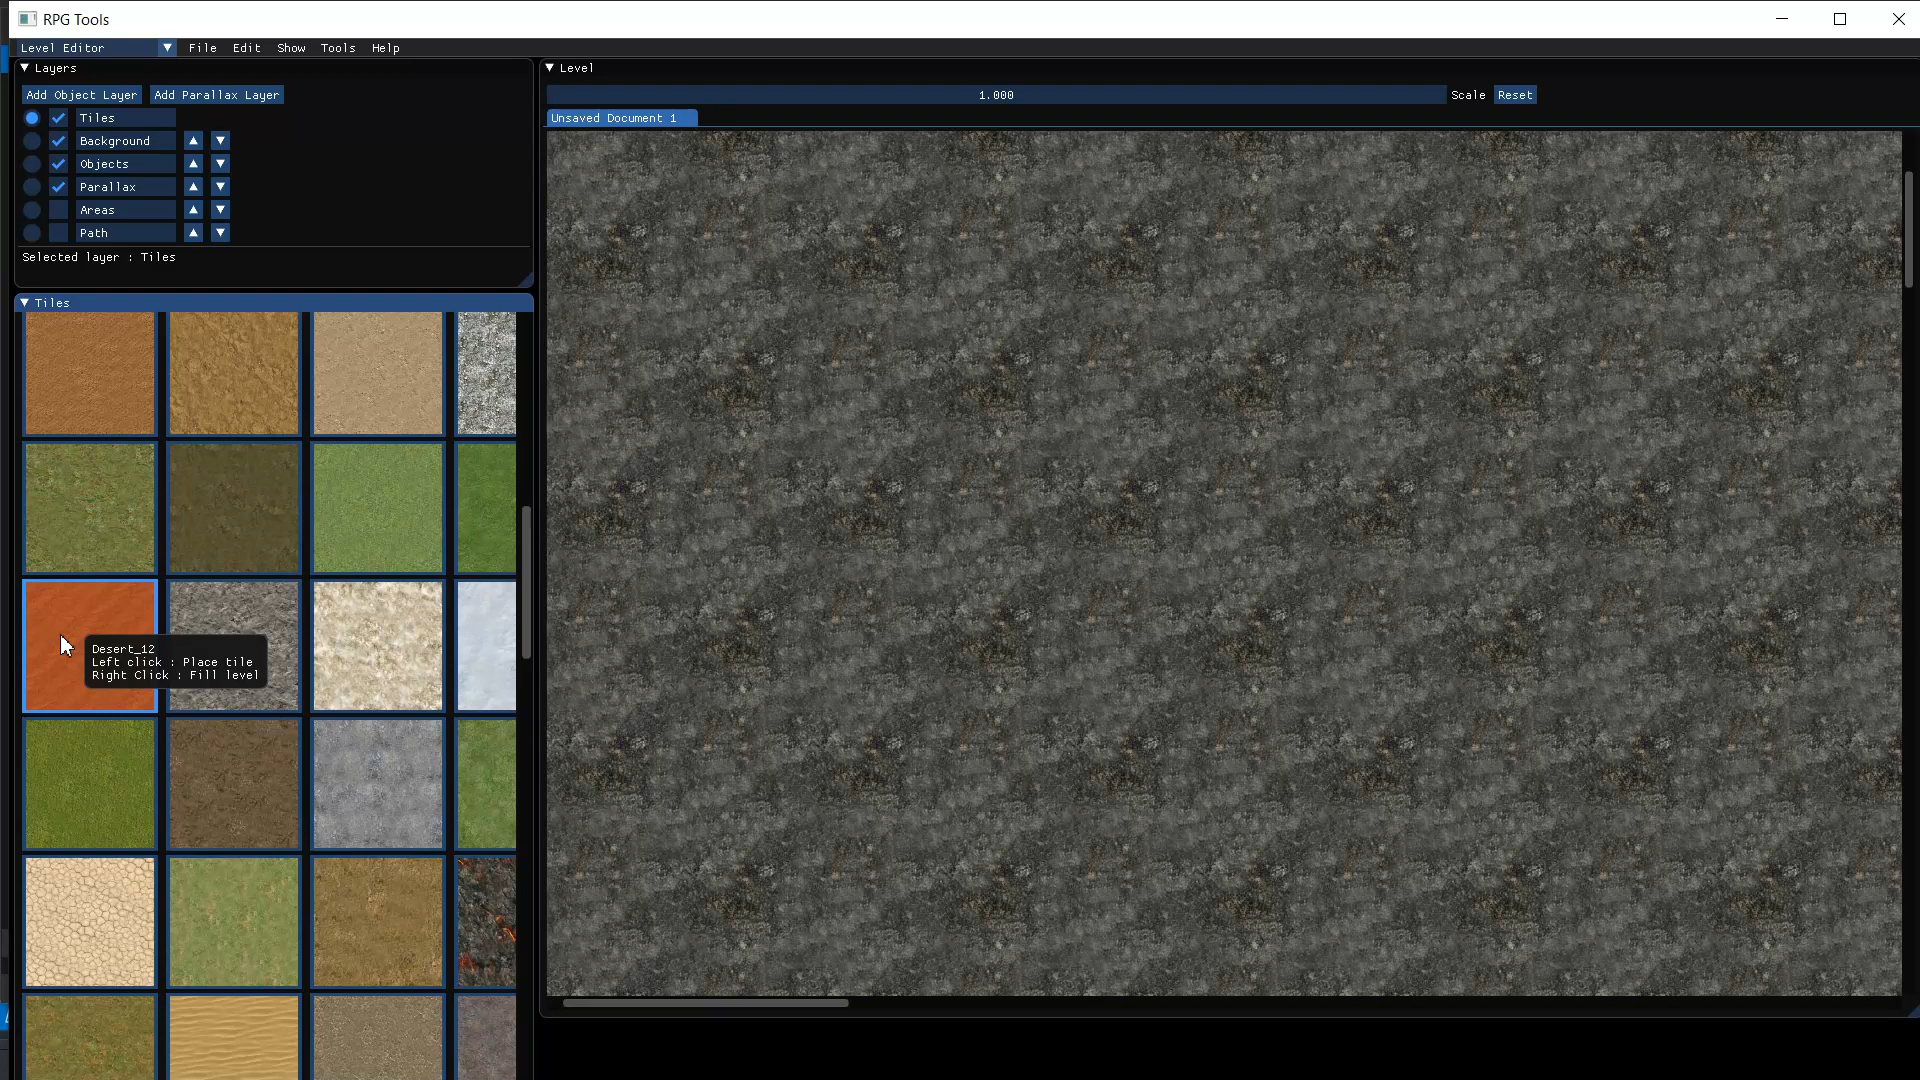 RPG Tools
Level Editor File Edit Show Tools Help
Layers
Add Object Layer Add Parallax Layer
Tiles
Background
Objects
Parallax
Areas
Path
Selected layer : Tiles
Tiles
Desert_12
Left click : Place tile
Right Click : Fill level
Level
1.000 Scale Reset
Unsaved Document 1